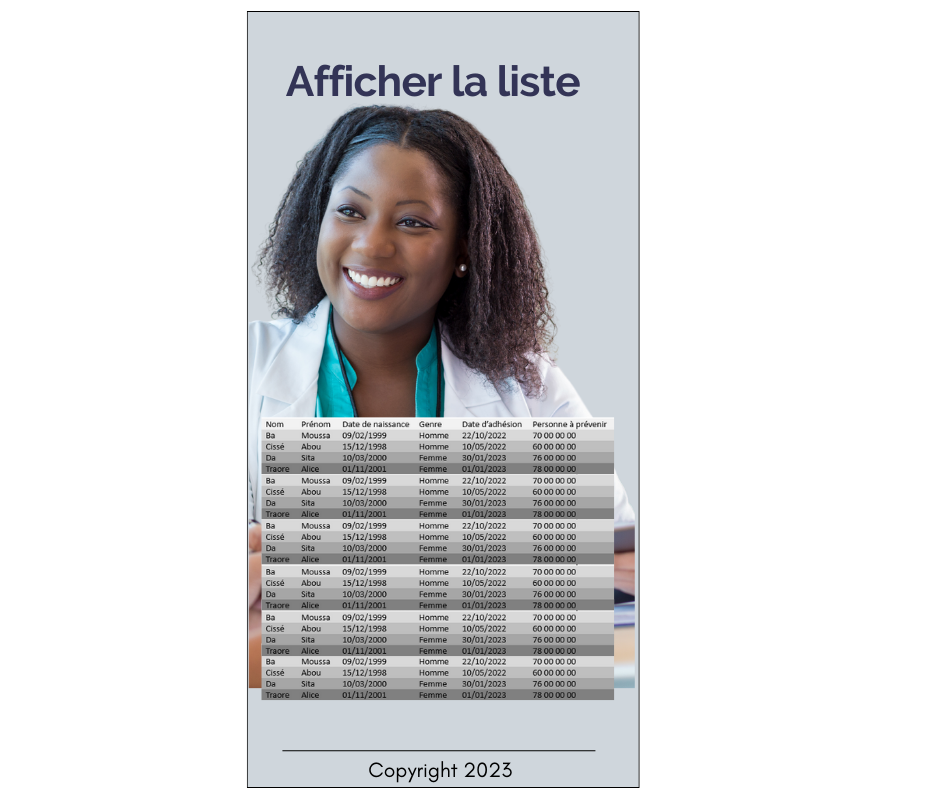 Afficher la liste
Nom Prénom Date de naissance Genre Date d'adhésion Personne à prévenir
Ba Moussa 09/02/1999 Homme 22/10/2022 70 00 00 00
Cissé Abou 15/12/1998 Homme 10/05/2022 60 00 00 00
Da Sita 10/03/2000 Femme 30/01/2023 76 00 00 00
Traore Alice 01/11/2001 Femme 01/01/2023 78 00 00 00
Ba Moussa 09/02/1999 Homme 22/10/2022 70 00 00 00
Cissé Abou 15/12/1998 Homme 10/05/2022 60 00 00 00
Da Sita 10/03/2000 Femme 30/01/2023 76 00 00 00
Traore Alice 01/11/2001 Femme 01/01/2023 78 00 00 00
Ba Moussa 09/02/1999 Homme 22/10/2022 70 00 00 00
Cissé Abou 15/12/1998 Homme 10/05/2022 60 00 00 00
Da Sita 10/03/2000 Femme 30/01/2023 76 00 00 00
Traore Alice 01/11/2001 Femme 01/01/2023 78 00 00 00
Ba Moussa 09/02/1999 Homme 22/10/2022 70 00 00 00
Cissé Abou 15/12/1998 Homme 10/05/2022 60 00 00 00
Da Sita 10/03/2000 Femme 30/01/2023 76 00 00 00
Traore Alice 01/11/2001 Femme 01/01/2023 78 00 00 00
Ba Moussa 09/02/1999 Homme 22/10/2022 70 00 00 00
Cissé Abou 15/12/1998 Homme 10/05/2022 60 00 00 00
Da Sita 10/03/2000 Femme 30/01/2023 76 00 00 00
Traore Alice 01/11/2001 Femme 01/01/2023 78 00 00 00
Ba Moussa 09/02/1999 Homme 22/10/2022 70 00 00 00
Cissé Abou 15/12/1998 Homme 10/05/2022 60 00 00 00
Da Sita 10/03/2000 Femme 30/01/2023 76 00 00 00
Traore Alice 01/11/2001 Femme 01/01/2023 78 00 00 00
Copyright 2023